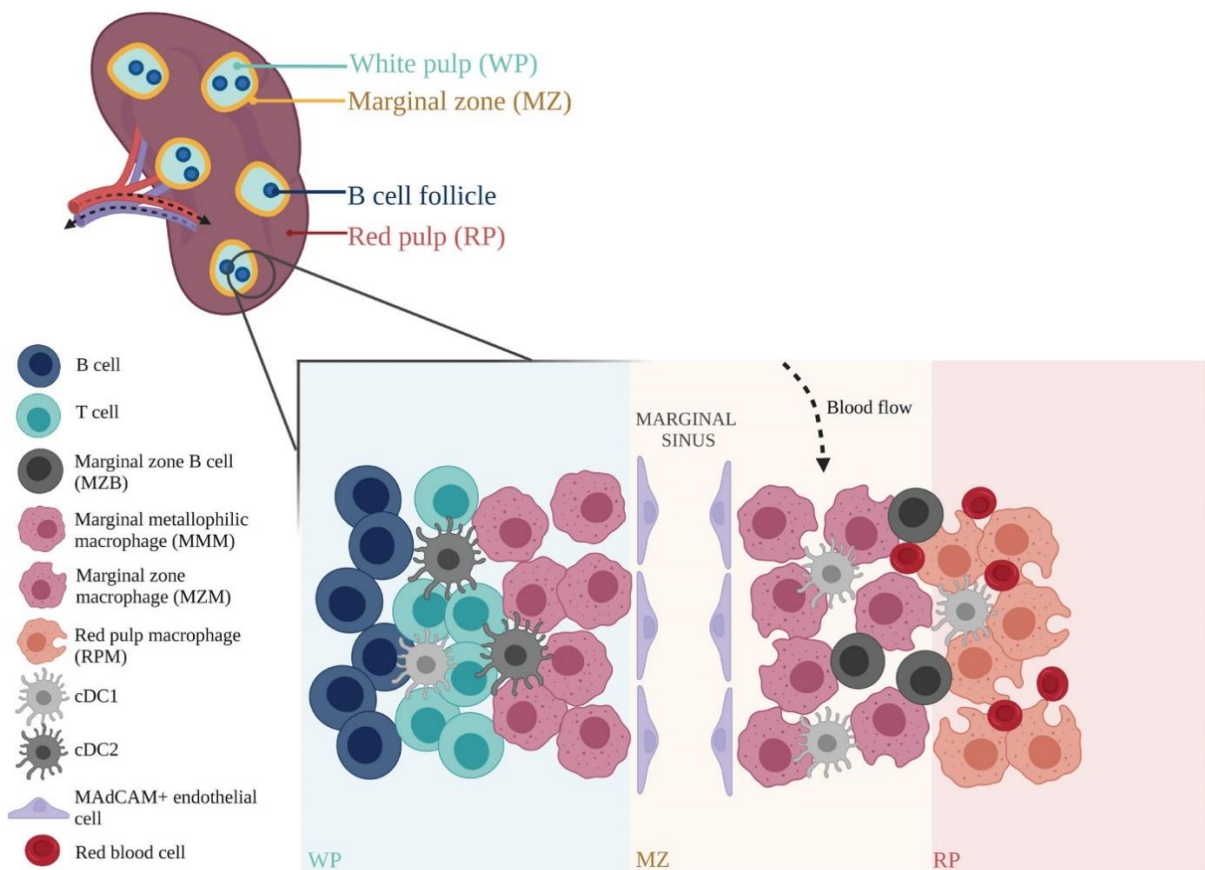 White pulp (WP)
Marginal zone (MZ)
B cell follicle
Red pulp (RP)
B cell
T cell
Marginal zone B cell
(MZB)
Marginal metallophilic
macrophage (MMM)
Marginal zone
macrophage (MZM)
Red pulp macrophage
(RPM)
cDC1
cDC2
MAdCAM+ endothelial
cell
Red blood cell
MARGINAL
SINUS
Blood flow
WP
MZ
RP